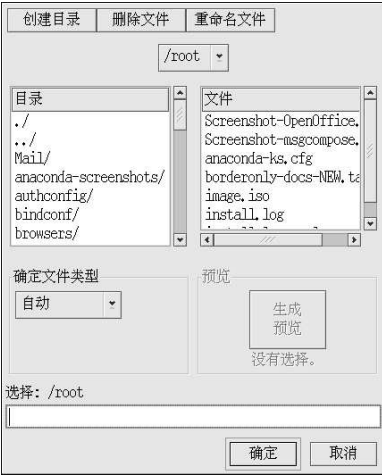 创建目录 删除文件 重命名文件
/root
目录
./
../
Mail/
anaconda-screenshots/
authconfig/
bindconf/
browsers/
文件
Screenshot-OpenOffice.
Screenshot-msgcompose.
anaconda-ks.cfg
borderonly-docs-NEW.ta
image.iso
install.log
确定文件类型
自动
预览
生成
预览
没有选择。
选择: /root
确定 取消